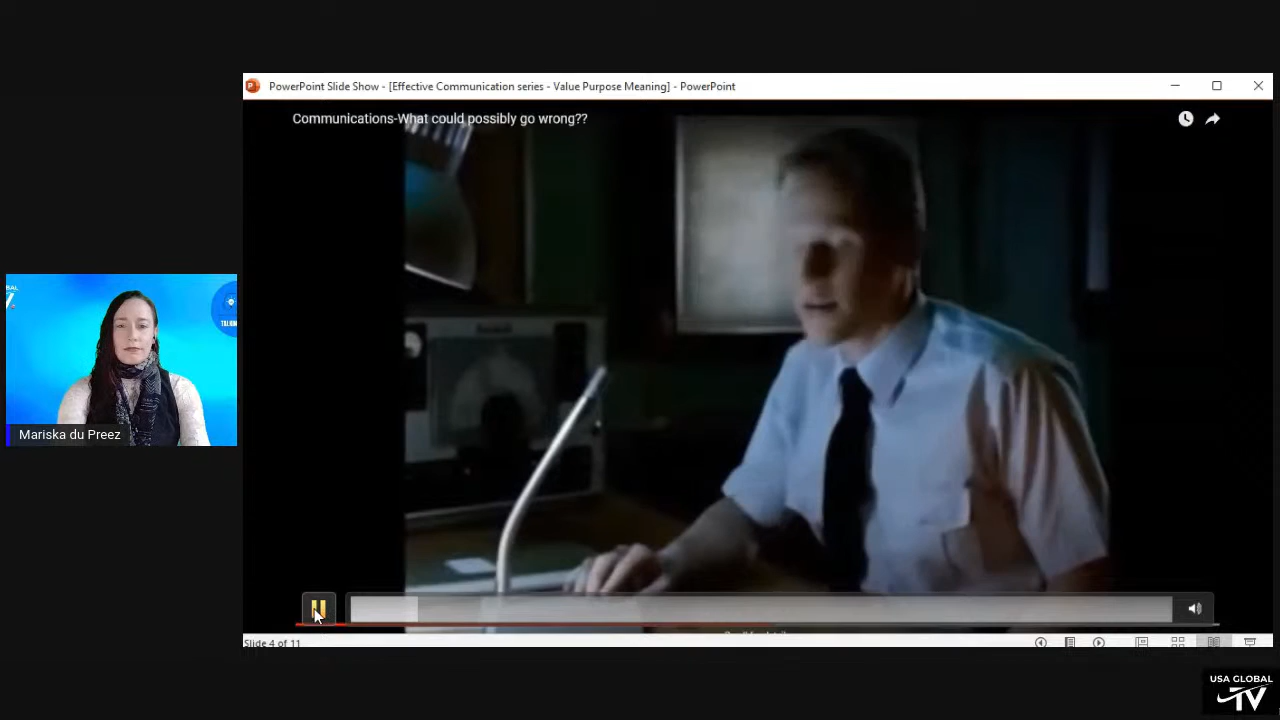 PowerPoint Slide Show - [Effective Communication series - Value Purpose Meaning] - PowerPoint
Communications-What could possibly go wrong??
TALKIN
Mariska du Preez
Slide 4 of 11
USA GLOBAL
TV